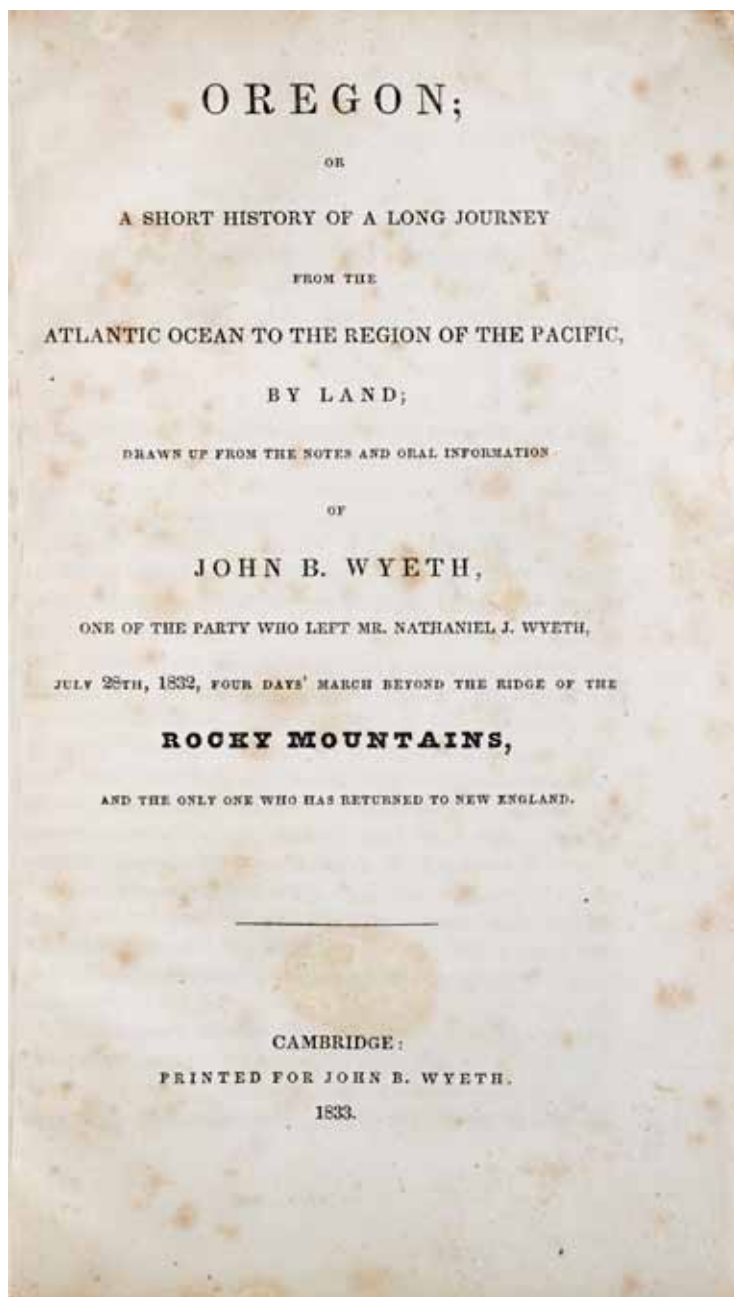 OREGON;
OR
A SHORT HISTORY OF A LONG JOURNEY
FROM THE
ATLANTIC OCEAN TO THE REGION OF THE PACIFIC,
BY LAND;
DRAWN UP FROM THE NOTES AND ORAL INFORMATION
OF
JOHN B. WYETH,
ONE OF THE PARTY WHO LEFT MR. NATHANIEL J. WYETH,
JULY 28TH, 1832, FOUR DAYS' MARCH BEYOND THE RIDGE OF THE
ROCKY MOUNTAINS,
AND THE ONLY ONE WHO HAS RETURNED TO NEW ENGLAND.
CAMBRIDGE:
PRINTED FOR JOHN B. WYETH.
1833.